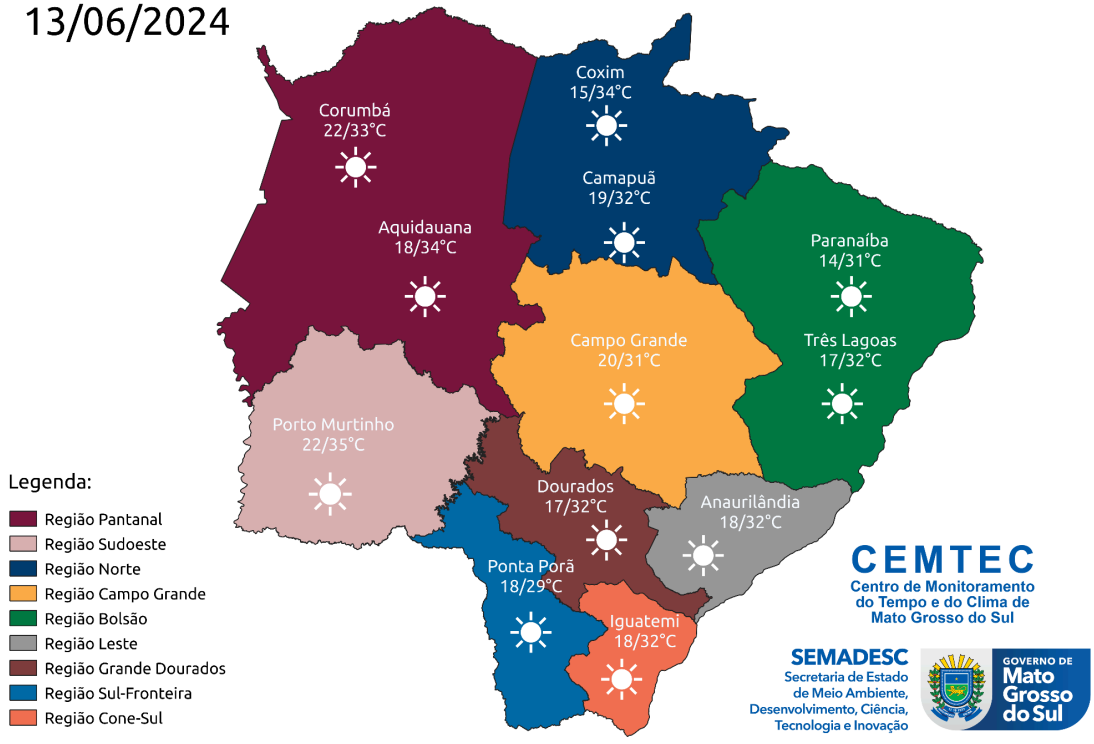 13/06/2024
Coxim
15/34°C
Corumbá
22/33°C
Camapuã
19/32°C
Aquidauana
18/34°C
Paranaíba
14/31°C
Campo Grande
20/31°C
Três Lagoas
17/32°C
Porto Murtinho
22/35°C
Dourados
17/32°C
Anaurilândia
18/32°C
Ponta Porã
18/29°C
Iguatemi
18/32°C
Legenda:
Região Pantanal
Região Sudoeste
Região Norte
Região Campo Grande
Região Bolsão
Região Leste
Região Grande Dourados
Região Sul-Fronteira
Região Cone-Sul
CEMTEC
Centro de Monitoramento
do Tempo e do Clima de
Mato Grosso do Sul
SEMADESC
Secretaria de Estado
de Meio Ambiente,
Desenvolvimento, Ciência,
Tecnologia e Inovação
GOVERNO DE
Mato
Grosso
do Sul